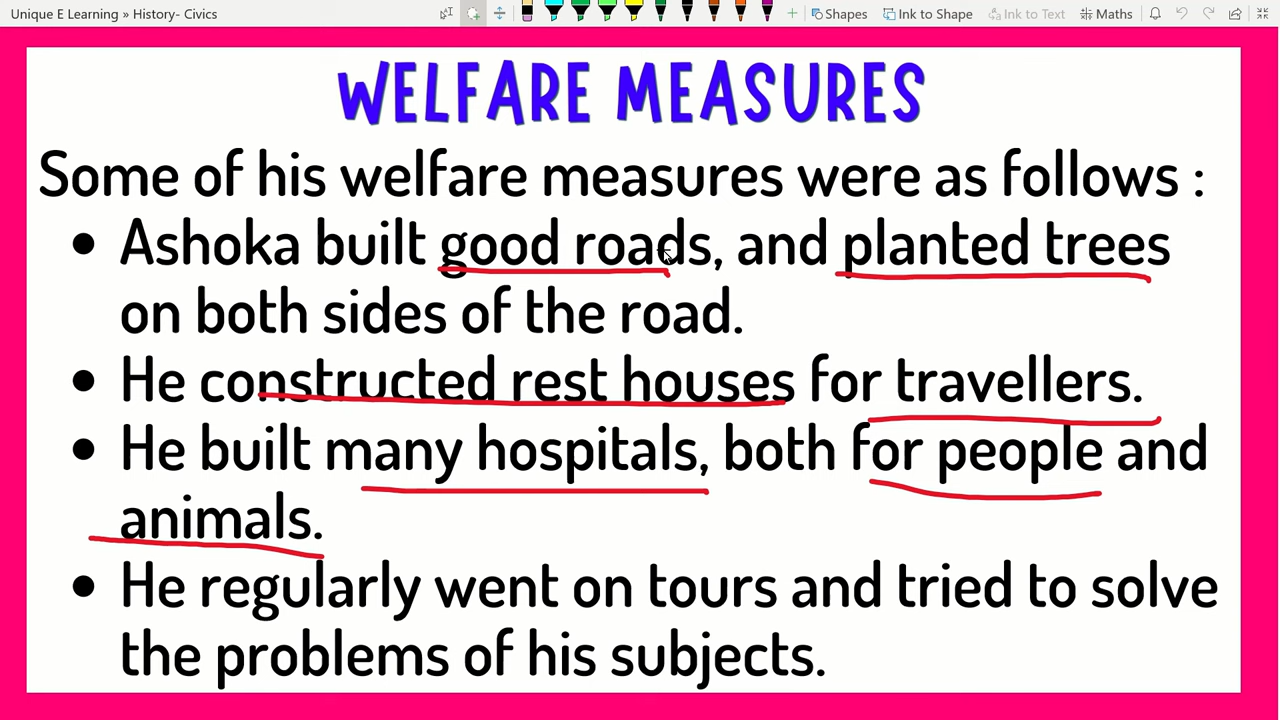 Unique E Learning » History- Civics
Shapes Ink to Shape Ink to Text Maths
WELFARE MEASURES
Some of his welfare measures were as follows :
• Ashoka built good roads, and planted trees
on both sides of the road.
• He constructed rest houses for travellers.
• He built many hospitals, both for people and
animals.
• He regularly went on tours and tried to solve
the problems of his subjects.